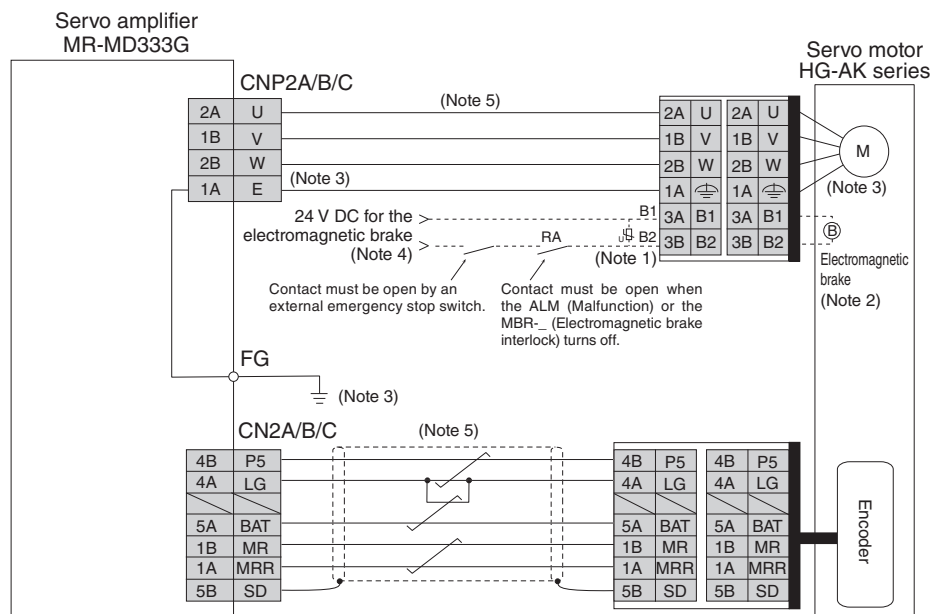 Servo amplifier
MR-MD333G
Servo motor
HG-AK series
CNP2A/B/C
(Note 5)
2A U 2A U 2A U
1B V 1B V 1B V
2B W 2B W 2B W
M
1A E (Note 3) 1A 1A (Note 3)
24 V DC for the B1 3A B1 3A B1
electromagnetic brake RA U B2 3B B2 3B B2 B
(Note 4) (Note 1)
Electromagnetic
brake
(Note 2)
Contact must be open by an
external emergency stop switch.
Contact must be open when
the ALM (Malfunction) or the
MBR-_ (Electromagnetic brake
interlock) turns off.
FG
(Note 3)
CN2A/B/C (Note 5)
4B P5 4B P5 4B P5
4A LG 4A LG 4A LG
5A BAT 5A BAT 5A BAT
1B MR 1B MR 1B MR
1A MRR 1A MRR 1A MRR
5B SD 5B SD 5B SD
Encoder